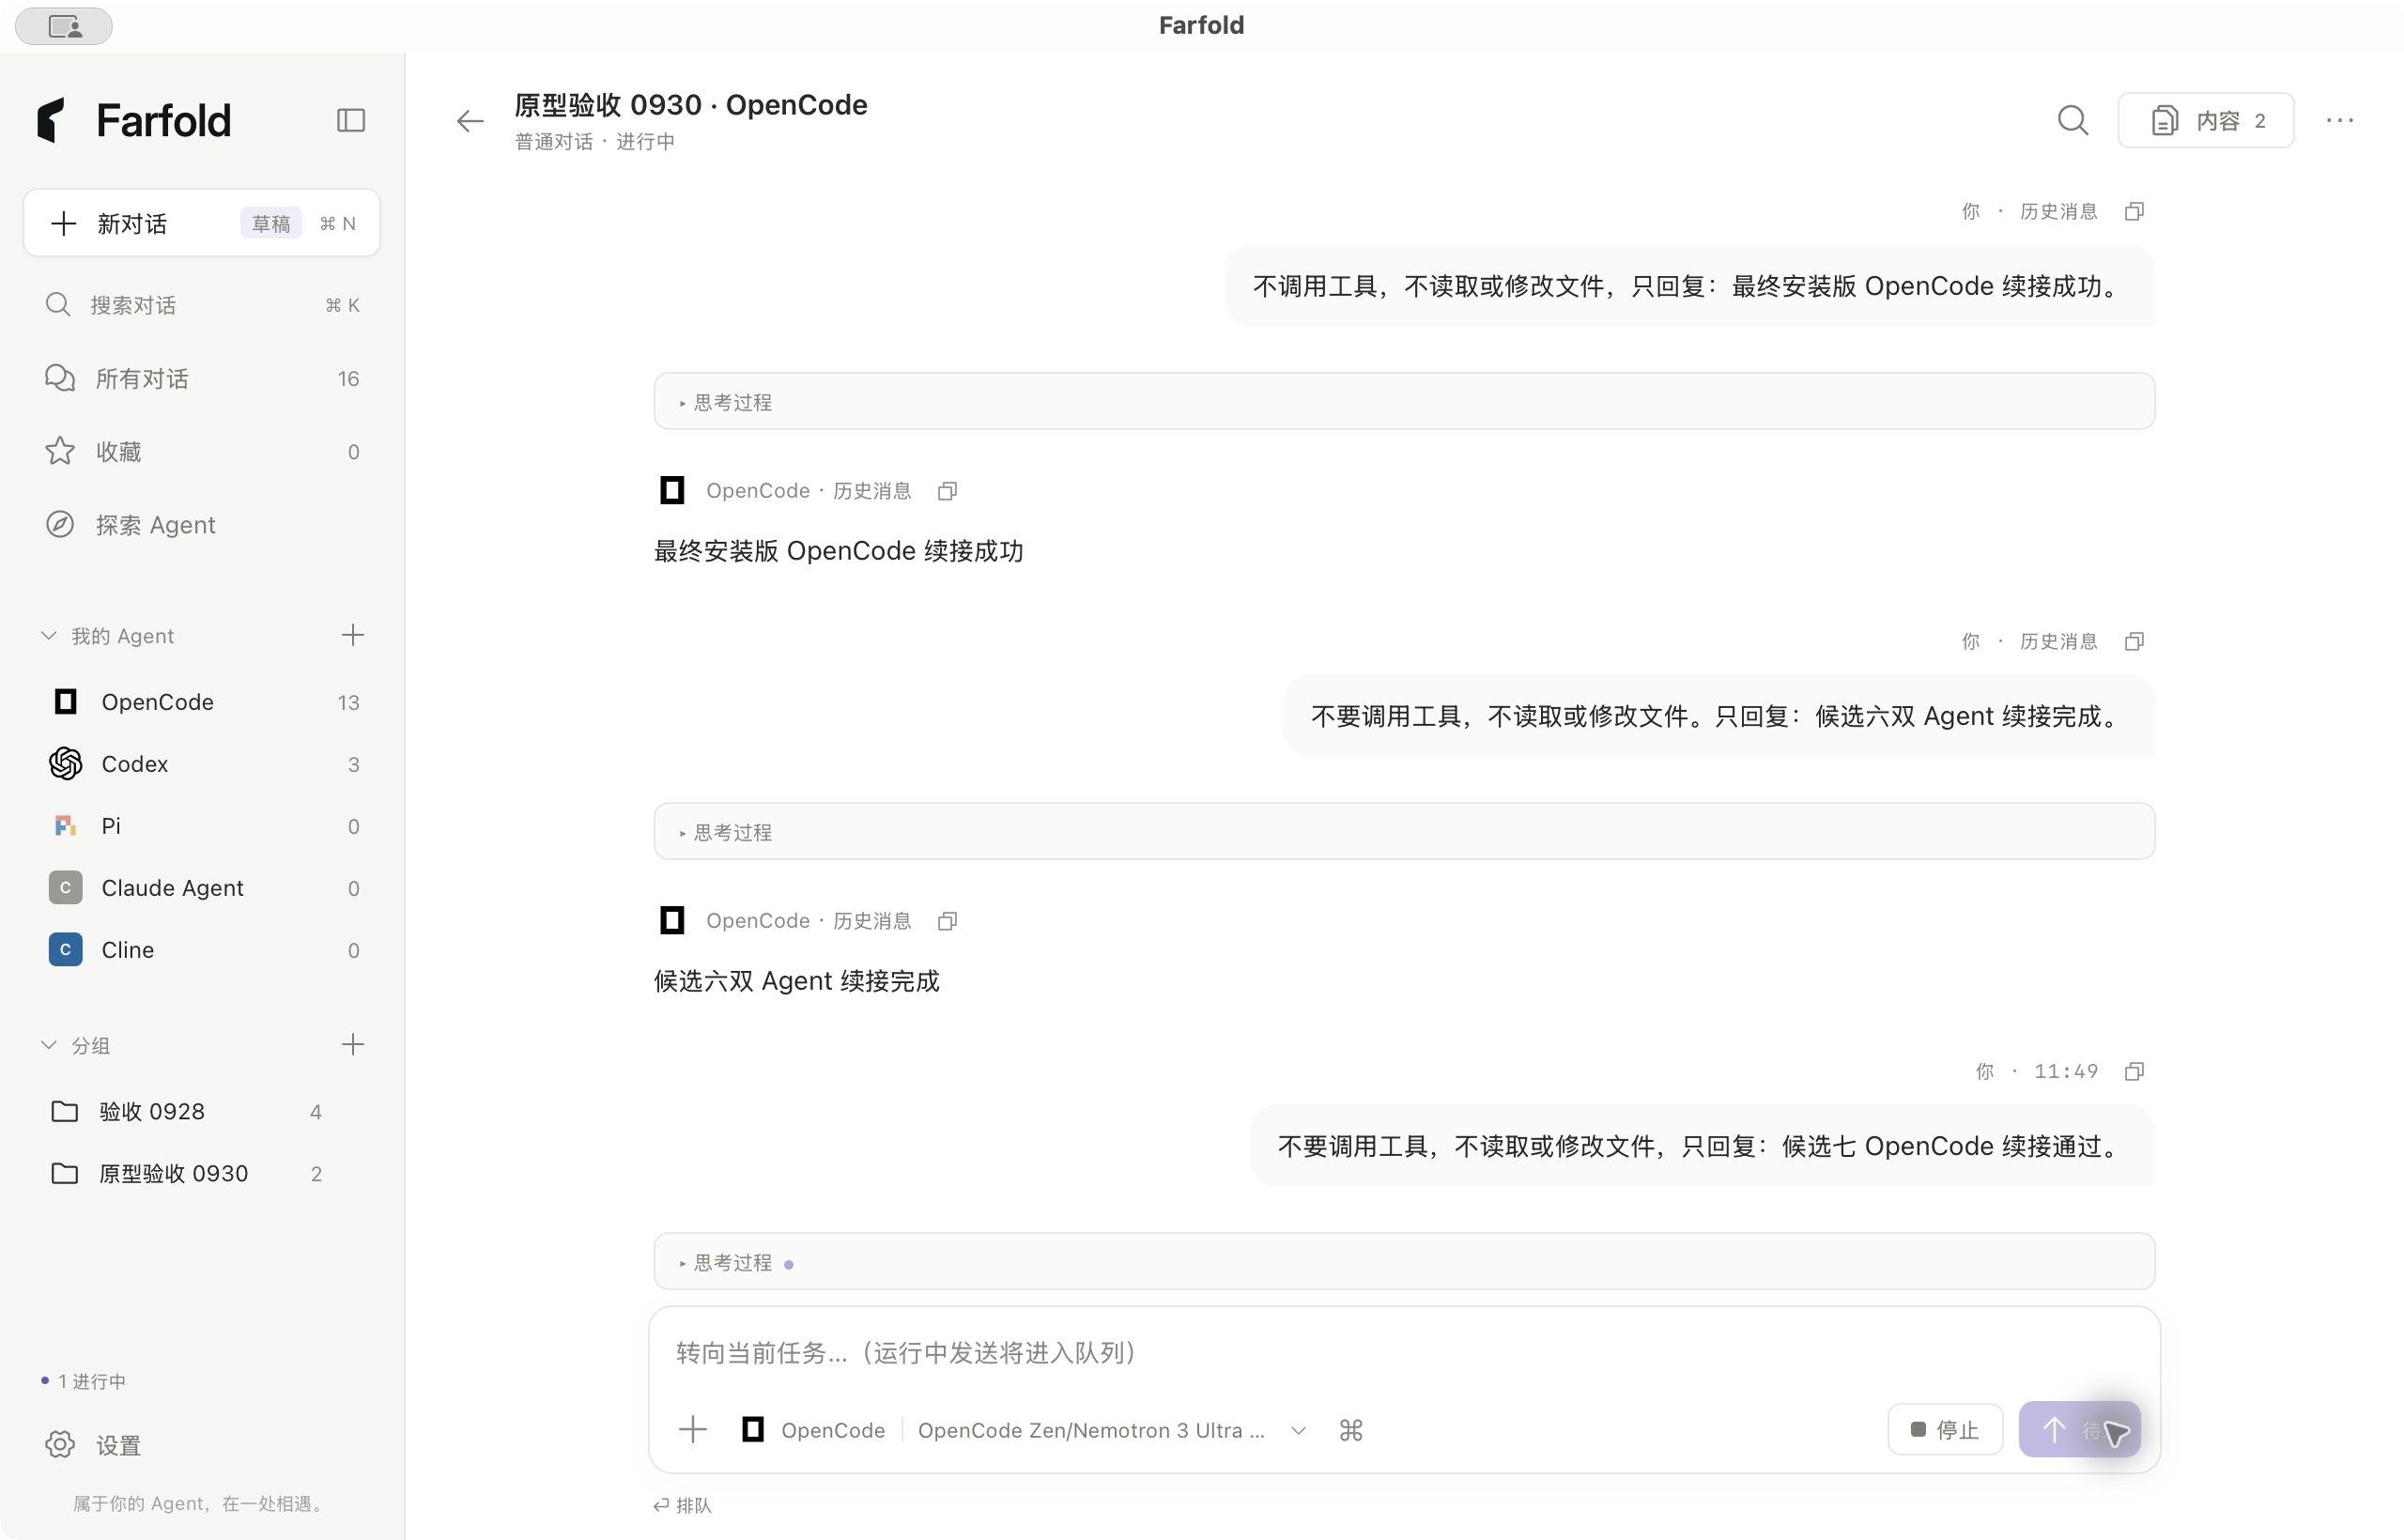 Farfold
Farfold
新对话 草稿 ⌘ N
搜索对话 ⌘ K
所有对话 16
收藏 0
探索 Agent
我的 Agent
OpenCode 13
Codex 3
Pi 0
C Claude Agent 0
C Cline 0
分组
验收 0928 4
原型验收 0930 2
1 进行中
设置
属于你的 Agent，在一处相遇。
原型验收 0930 · OpenCode
普通对话 · 进行中
内容 2
你 · 历史消息
不调用工具，不读取或修改文件，只回复：最终安装版 OpenCode 续接成功。
思考过程
OpenCode · 历史消息
最终安装版 OpenCode 续接成功
你 · 历史消息
不要调用工具，不读取或修改文件。只回复：候选六双 Agent 续接完成。
思考过程
OpenCode · 历史消息
候选六双 Agent 续接完成
你 · 11:49
不要调用工具，不读取或修改文件，只回复：候选七 OpenCode 续接通过。
思考过程
转向当前任务…（运行中发送将进入队列）
OpenCode OpenCode Zen/Nemotron 3 Ultra ... ⌘ 停止 待
排队